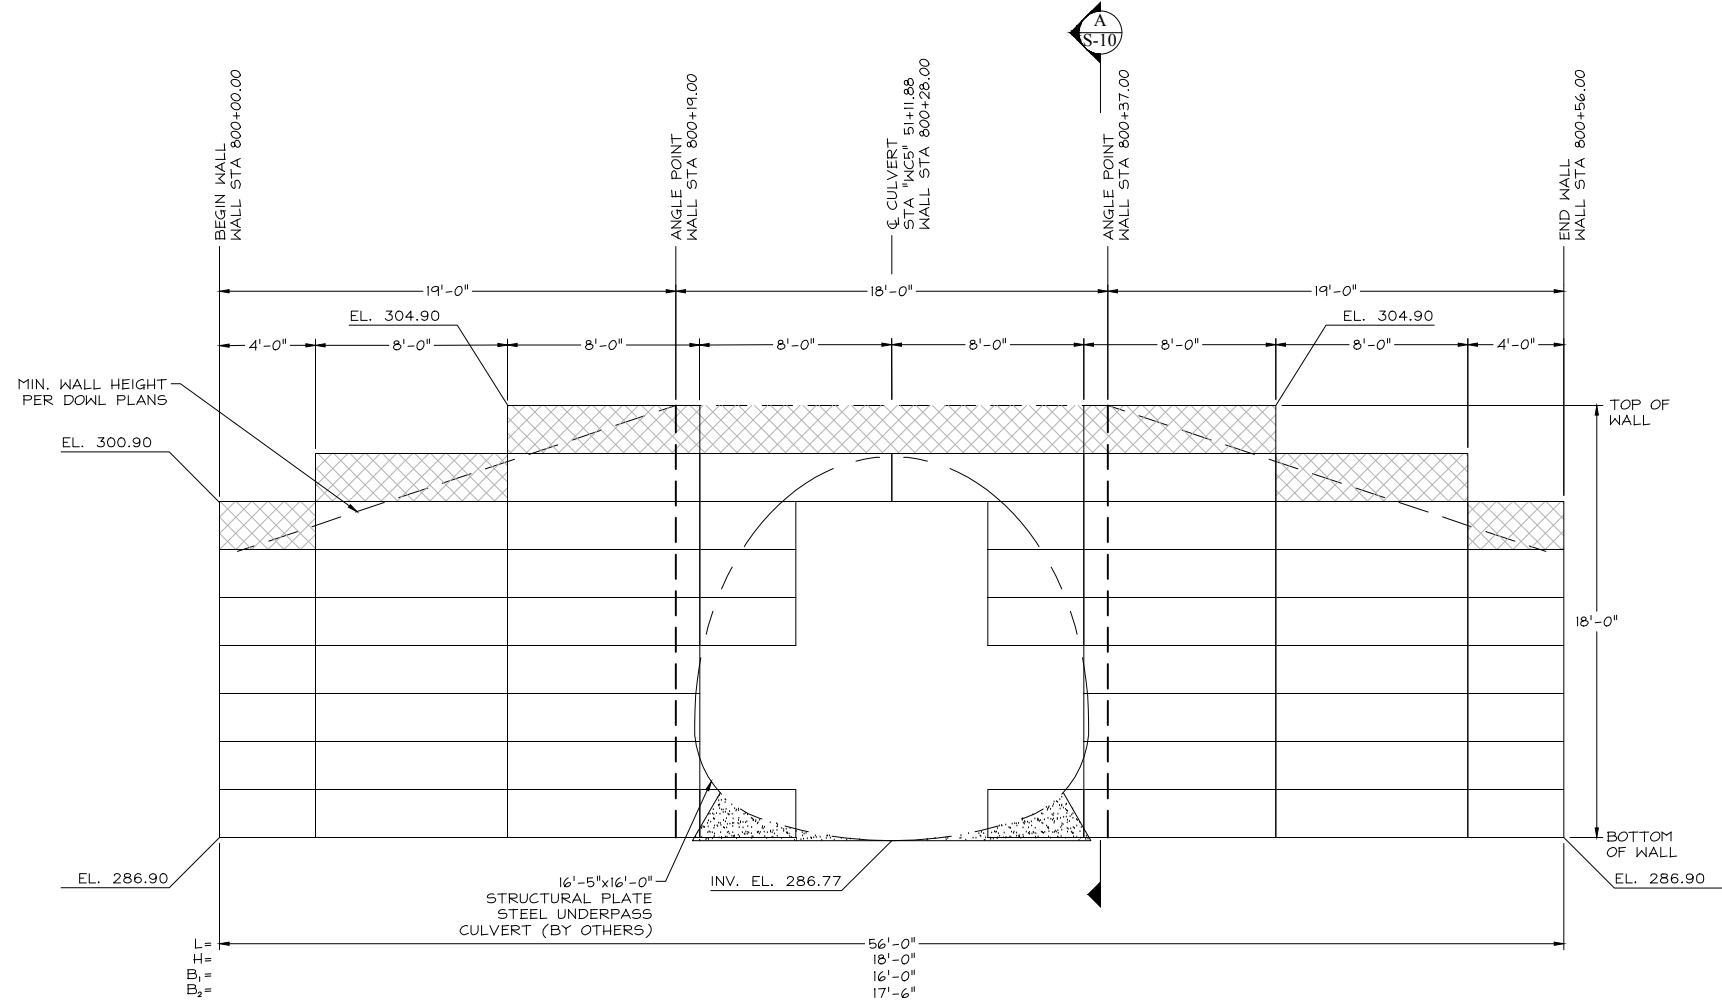 A
S-10
BEGIN WALL
WALL STA 800+00.00
ANGLE POINT
WALL STA 800+19.00
℄ CULVERT
STA "WC5" 51+11.88
WALL STA 800+28.00
ANGLE POINT
WALL STA 800+37.00
END WALL
WALL STA 800+56.00
19'-0"
18'-0"
19'-0"
EL. 304.90
EL. 304.90
4'-0"
8'-0"
8'-0"
8'-0"
8'-0"
8'-0"
8'-0"
4'-0"
MIN. WALL HEIGHT
PER DOWL PLANS
TOP OF
WALL
EL. 300.90
18'-0"
BOTTOM
OF WALL
EL. 286.90
16'-5"x16'-0"
STRUCTURAL PLATE
STEEL UNDERPASS
CULVERT (BY OTHERS)
INV. EL. 286.77
EL. 286.90
L= 56'-0"
H= 18'-0"
B₁= 16'-0"
B₂= 17'-6"